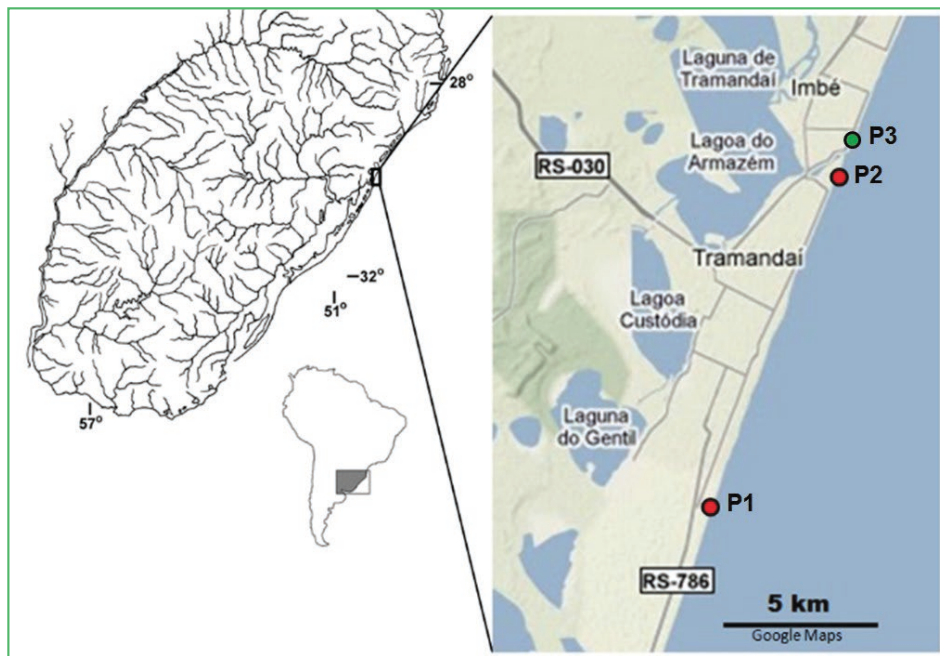 28°
32°
51°
57°
Laguna de
Tramandaí
Imbé
P3
Lagoa do
Armazém
RS-030
P2
Tramandaí
Lagoa
Custódia
Laguna
do Gentil
P1
RS-786
5 km
Google Maps